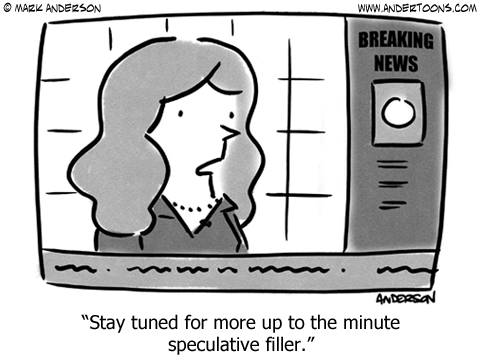 © MARK ANDERSON
WWW.ANDERTOONS.COM
BREAKING
NEWS
ANDERSON
“Stay tuned for more up to the minute
speculative filler.”